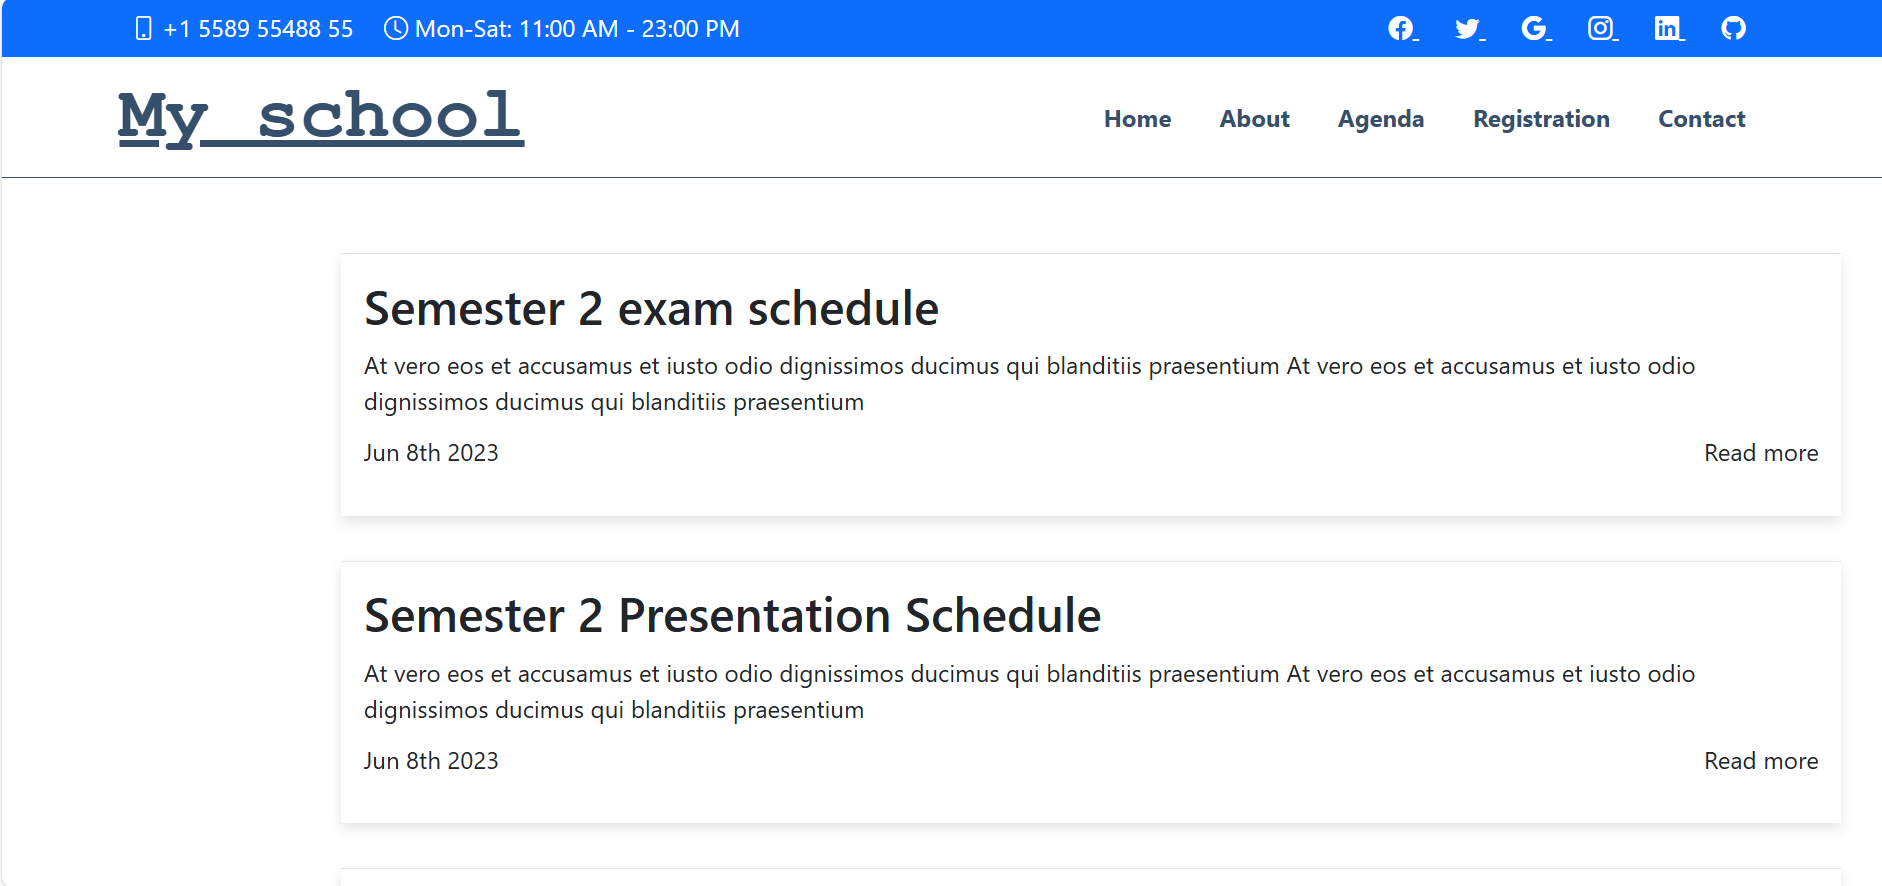 +1 5589 55488 55 Mon-Sat: 11:00 AM - 23:00 PM
My school
Home About Agenda Registration Contact
Semester 2 exam schedule
At vero eos et accusamus et iusto odio dignissimos ducimus qui blanditiis praesentium At vero eos et accusamus et iusto odio
dignissimos ducimus qui blanditiis praesentium
Jun 8th 2023 Read more
Semester 2 Presentation Schedule
At vero eos et accusamus et iusto odio dignissimos ducimus qui blanditiis praesentium At vero eos et accusamus et iusto odio
dignissimos ducimus qui blanditiis praesentium
Jun 8th 2023 Read more